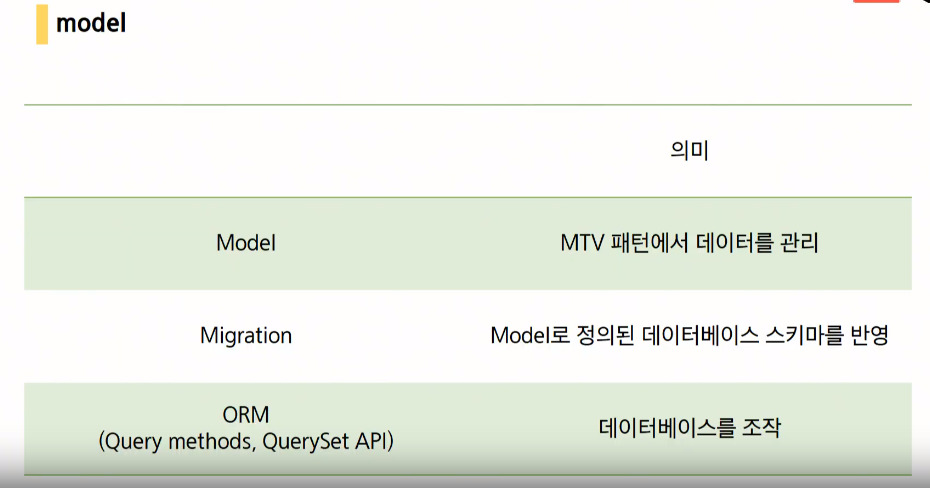 model
의미
Model
MTV 패턴에서 데이터를 관리
Migration
Model로 정의된 데이터베이스 스키마를 반영
ORM
(Query methods, QuerySet API)
데이터베이스를 조작